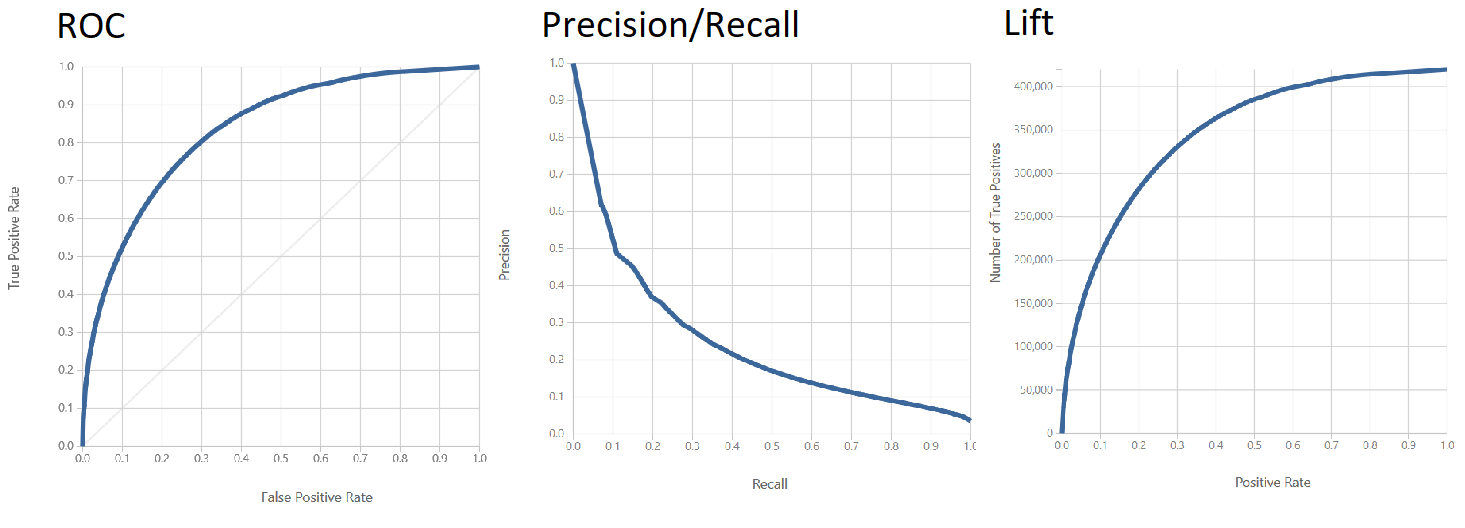 ROC
True Positive Rate
1.0
0.9
0.8
0.7
0.6
0.5
0.4
0.3
0.2
0.1
0.0
0.0 0.1 0.2 0.3 0.4 0.5 0.6 0.7 0.8 0.9 1.0
False Positive Rate
Precision/Recall
Precision
1.0
0.9
0.8
0.7
0.6
0.5
0.4
0.3
0.2
0.1
0.0
0.0 0.1 0.2 0.3 0.4 0.5 0.6 0.7 0.8 0.9 1.0
Recall
Lift
Number of True Positives
400,000
350,000
300,000
250,000
200,000
150,000
100,000
50,000
0
0.0 0.1 0.2 0.3 0.4 0.5 0.6 0.7 0.8 0.9 1.0
Positive Rate